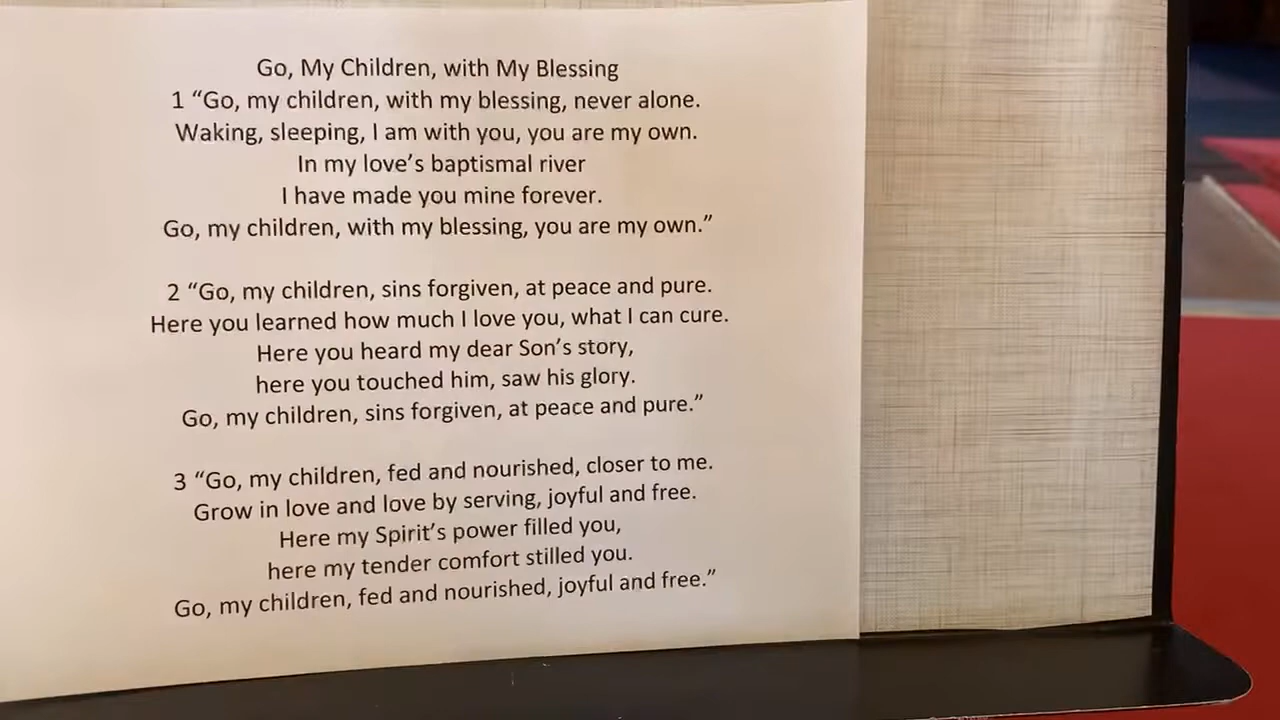 Go, My Children, with My Blessing
1 “Go, my children, with my blessing, never alone.
Waking, sleeping, I am with you, you are my own.
In my love’s baptismal river
I have made you mine forever.
Go, my children, with my blessing, you are my own.”
2 “Go, my children, sins forgiven, at peace and pure.
Here you learned how much I love you, what I can cure.
Here you heard my dear Son’s story,
here you touched him, saw his glory.
Go, my children, sins forgiven, at peace and pure.”
3 “Go, my children, fed and nourished, closer to me.
Grow in love and love by serving, joyful and free.
Here my Spirit’s power filled you,
here my tender comfort stilled you.
Go, my children, fed and nourished, joyful and free.”